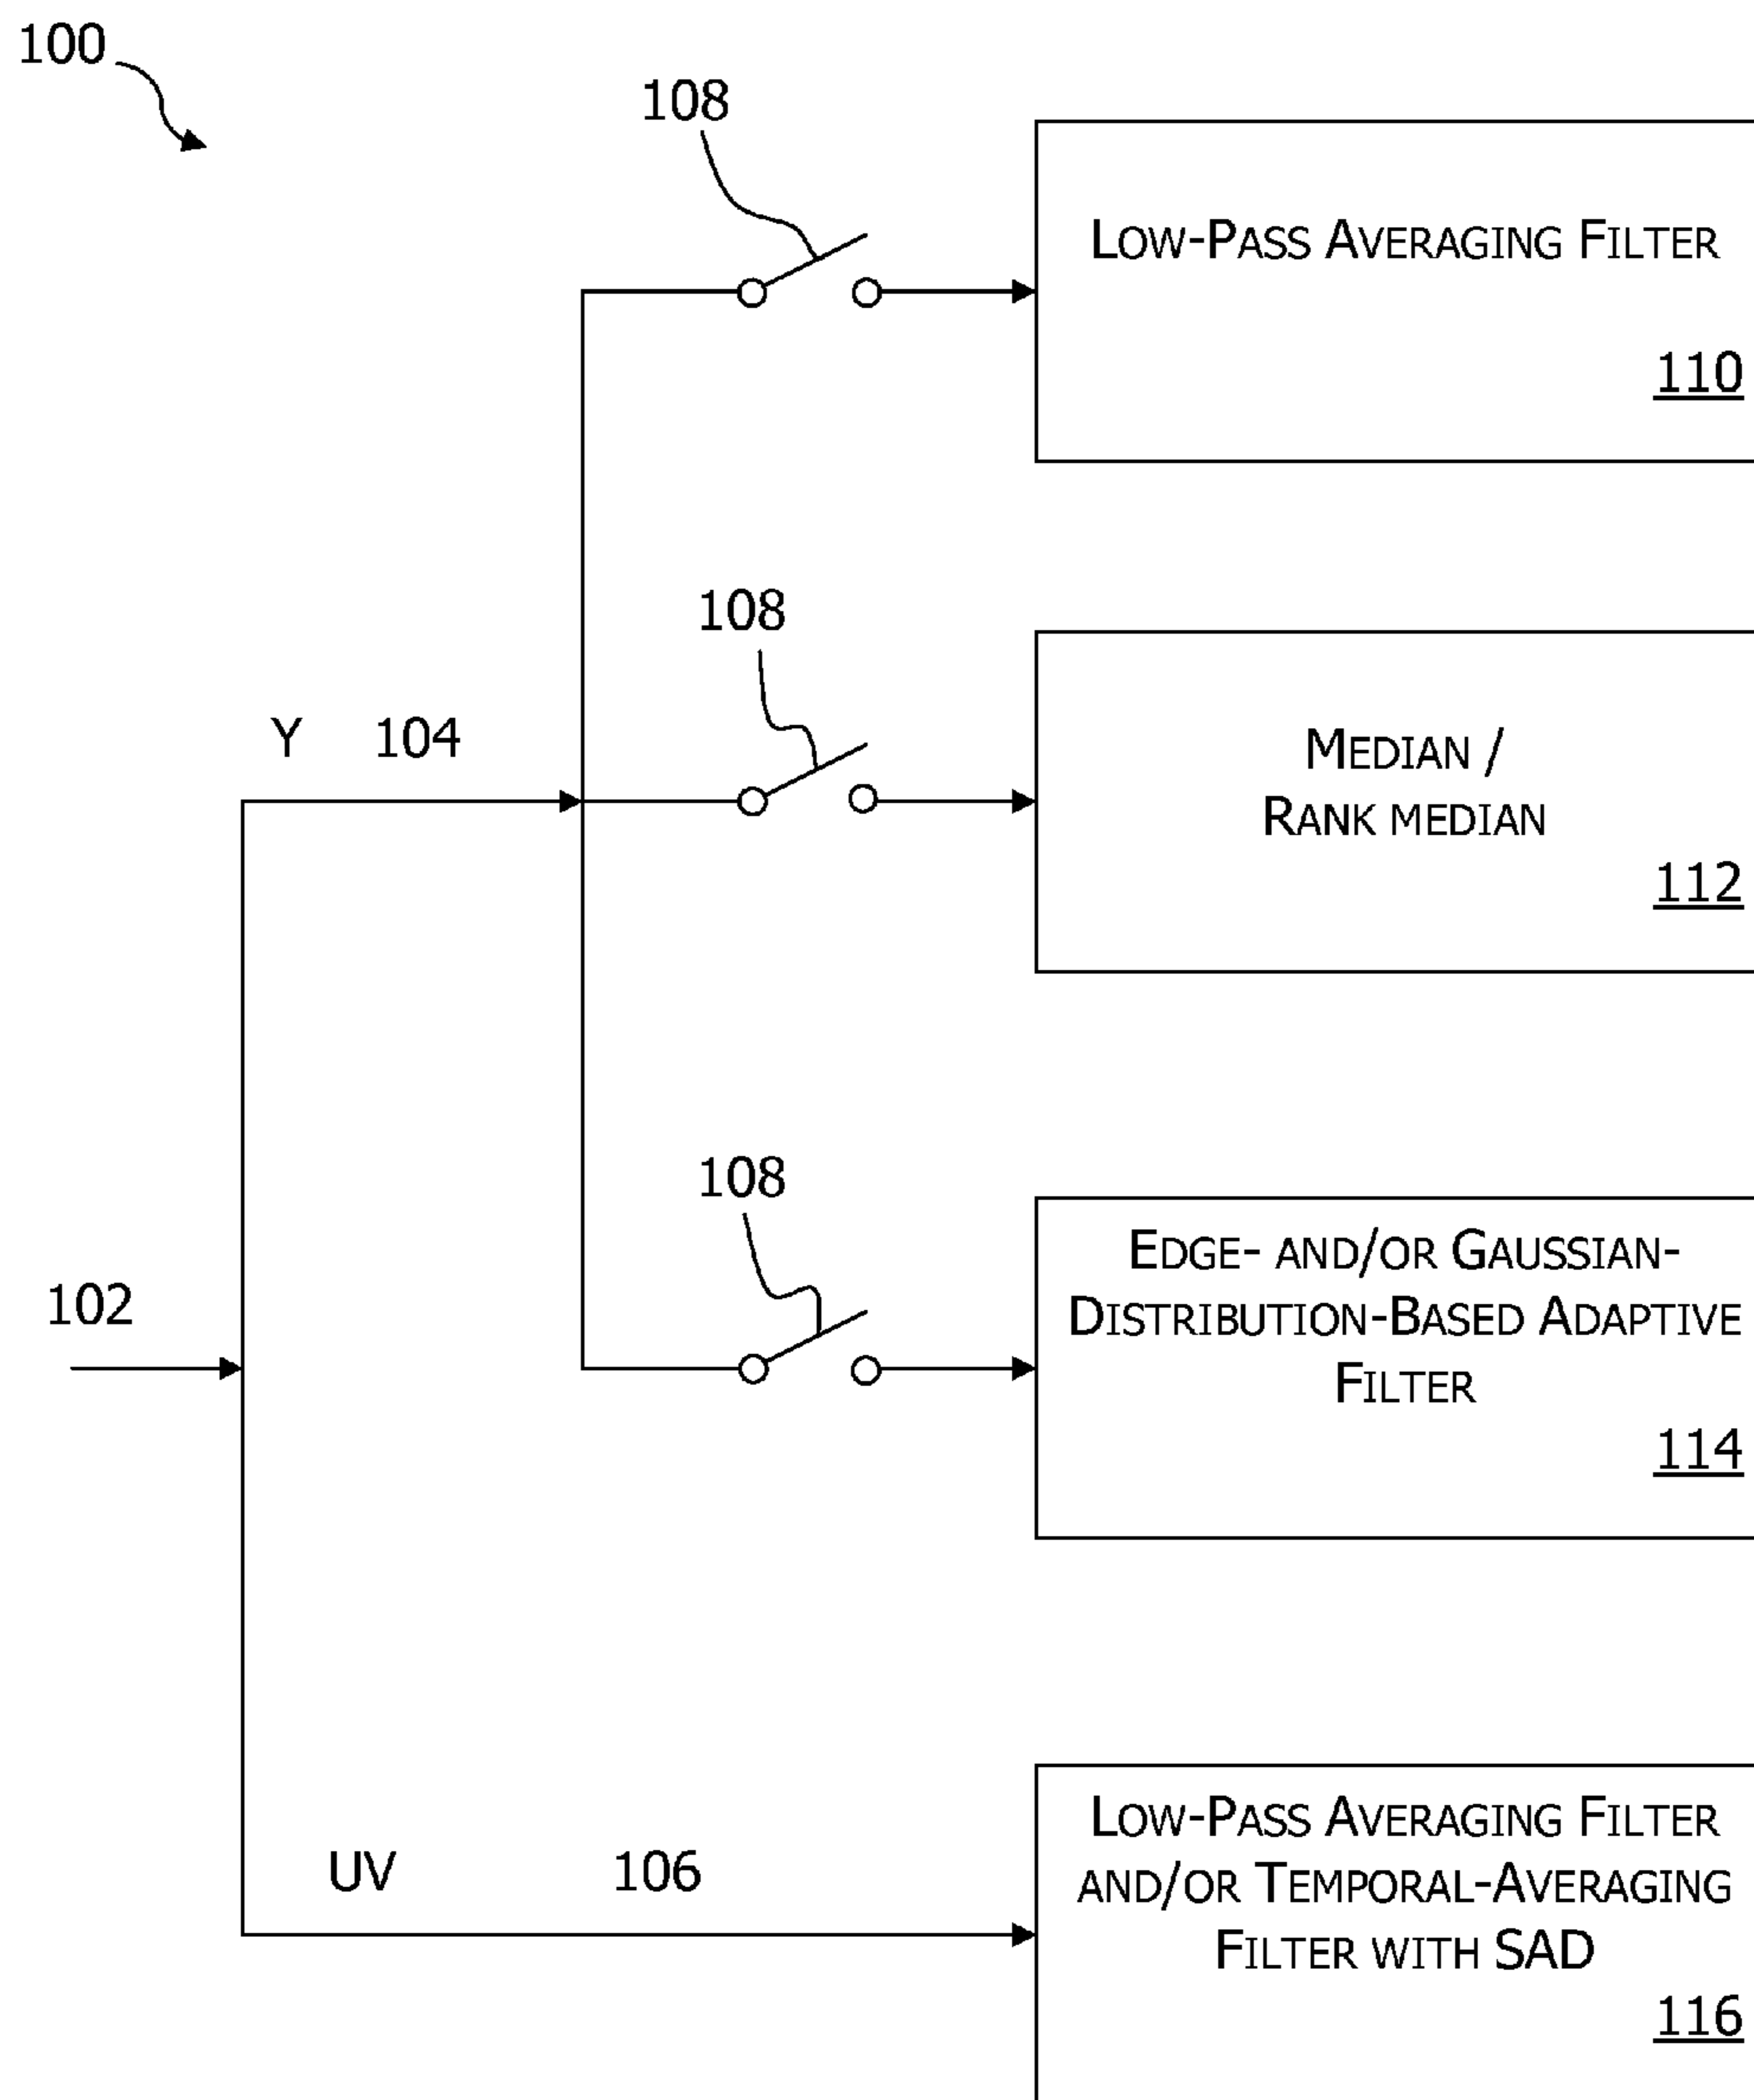 100
108
LOW-PASS AVERAGING FILTER
110
108
Y 104
MEDIAN /
RANK MEDIAN
112
108
102
EDGE- AND/OR GAUSSIAN-
DISTRIBUTION-BASED ADAPTIVE
FILTER
114
UV 106
LOW-PASS AVERAGING FILTER
AND/OR TEMPORAL-AVERAGING
FILTER WITH SAD
116